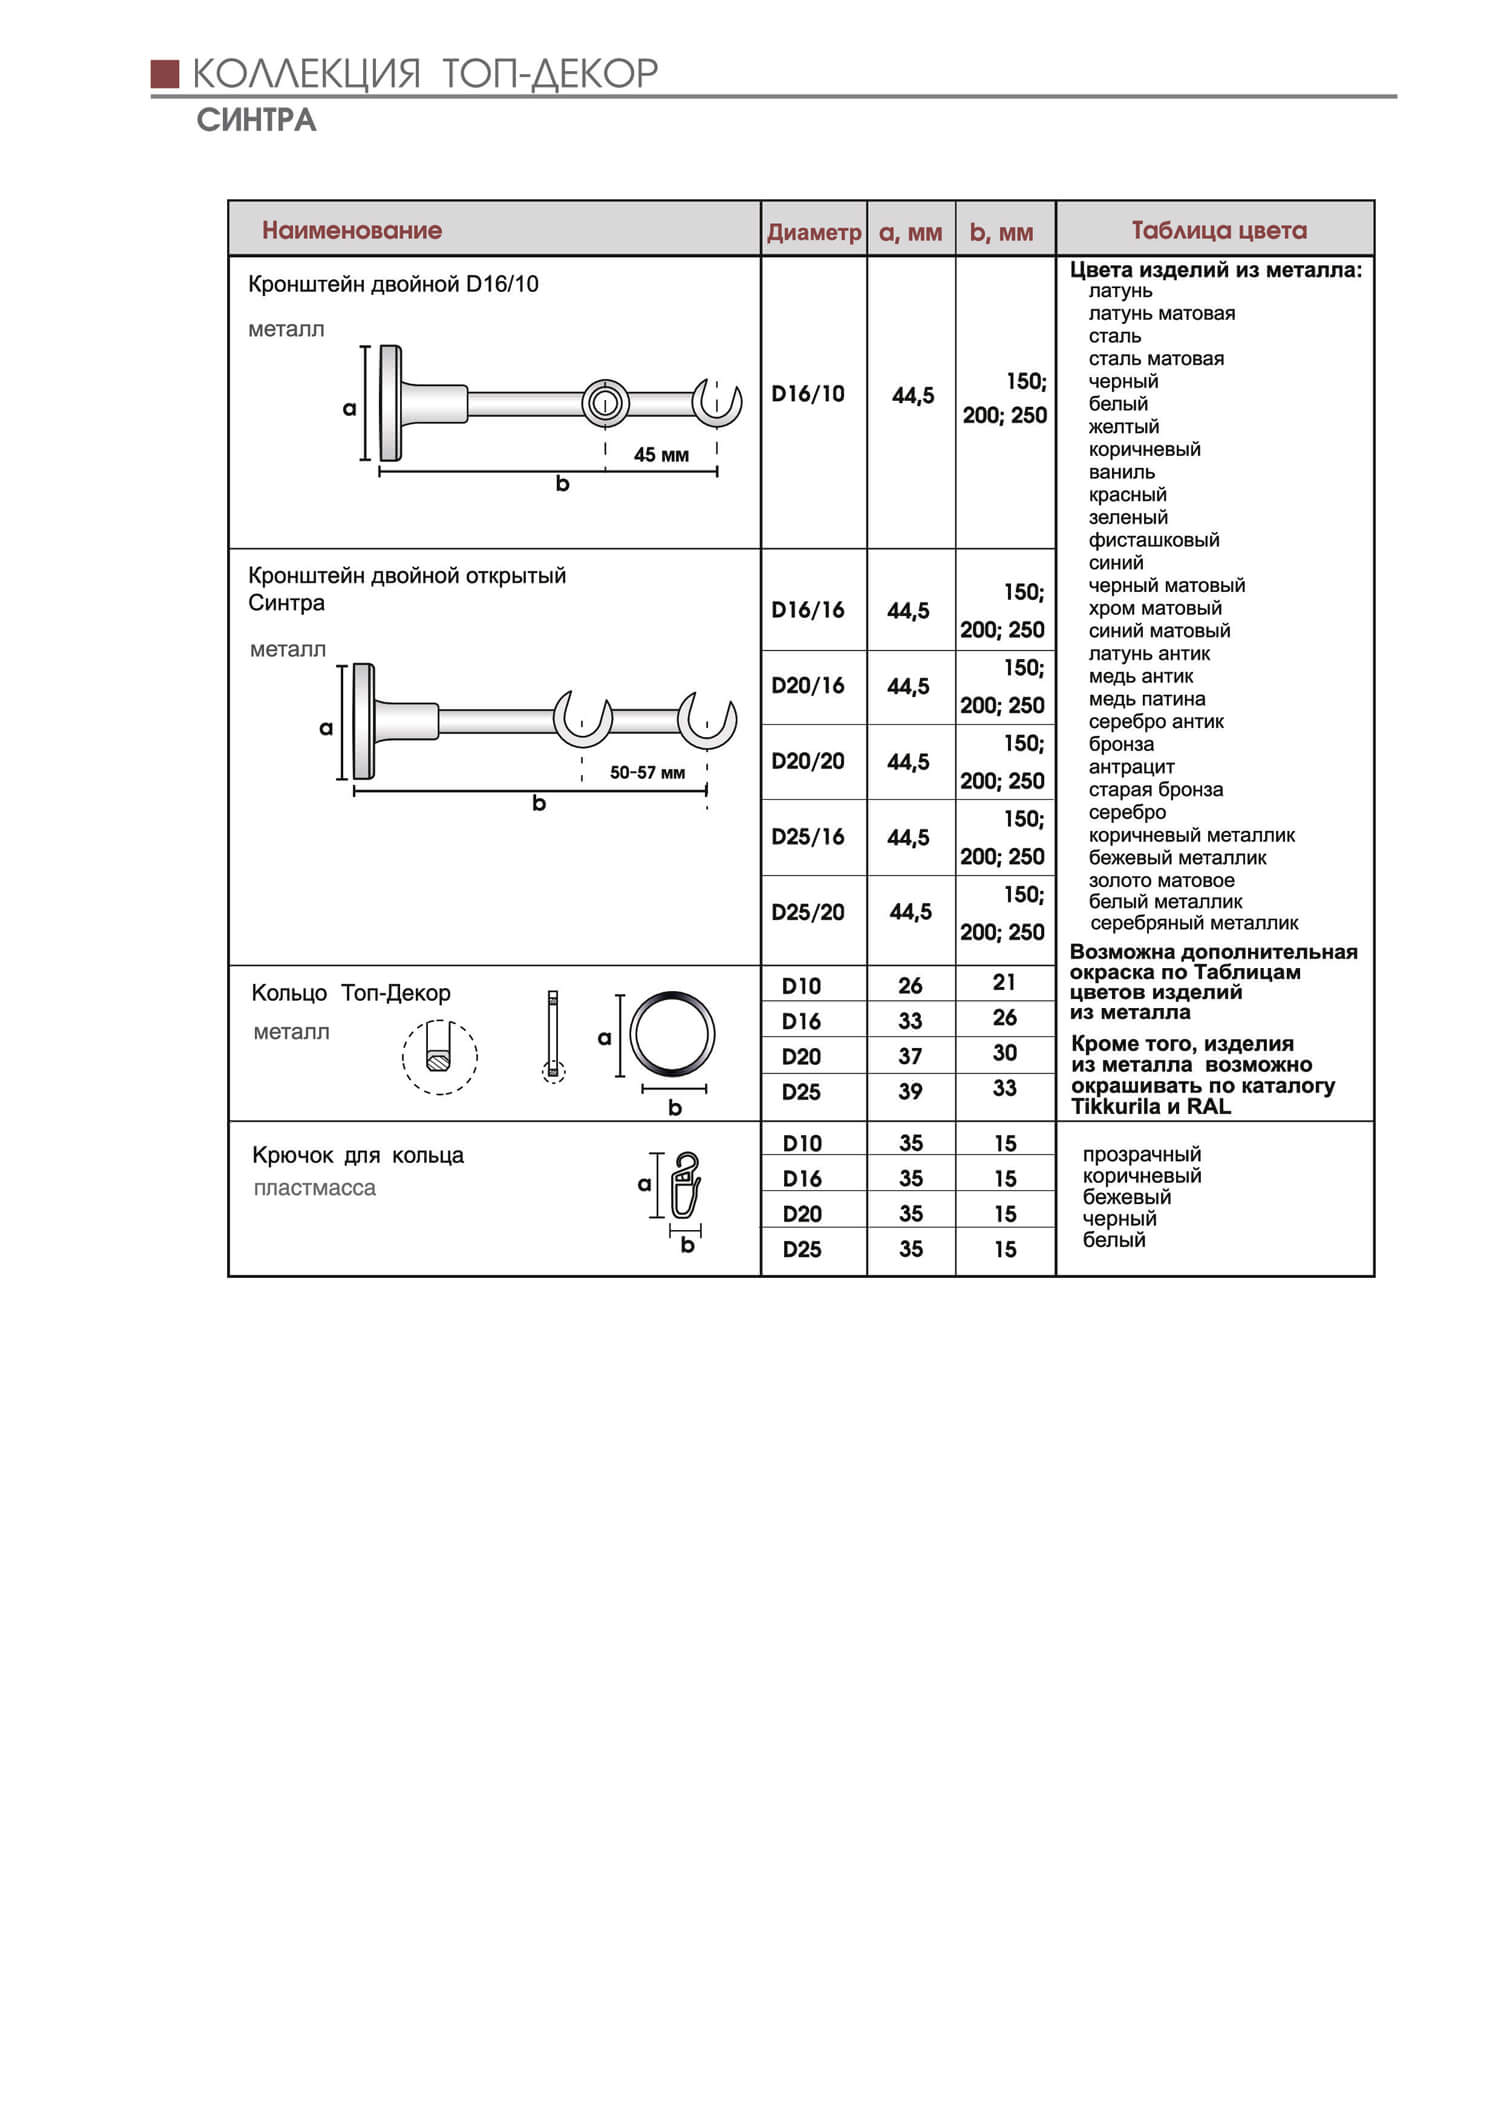 КОЛЛЕКЦИЯ ТОП-ДЕКОР
СИНТРА
Наименование
Диаметр
a, мм
b, мм
Таблица цвета
Кронштейн двойной D16/10
металл
a
45 мм
b
D16/10
44,5
150;
200; 250
Кронштейн двойной открытый
Синтра
металл
a
50-57 мм
b
D16/16
44,5
150;
200; 250
D20/16
44,5
150;
200; 250
D20/20
44,5
150;
200; 250
D25/16
44,5
150;
200; 250
D25/20
44,5
150;
200; 250
Кольцо Топ-Декор
металл
a
b
D10 26 21
D16 33 26
D20 37 30
D25 39 33
Крючок для кольца
пластмасса
a
b
D10 35 15
D16 35 15
D20 35 15
D25 35 15
Цвета изделий из металла:
латунь
латунь матовая
сталь
сталь матовая
черный
белый
желтый
коричневый
ваниль
красный
зеленый
фисташковый
синий
черный матовый
хром матовый
синий матовый
латунь антик
медь антик
медь патина
серебро антик
бронза
антрацит
старая бронза
серебро
коричневый металлик
бежевый металлик
золото матовое
белый металлик
серебряный металлик
Возможна дополнительная
окраска по Таблицам
цветов изделий
из металла
Кроме того, изделия
из металла возможно
окрашивать по каталогу
Tikkurila и RAL
прозрачный
коричневый
бежевый
черный
белый